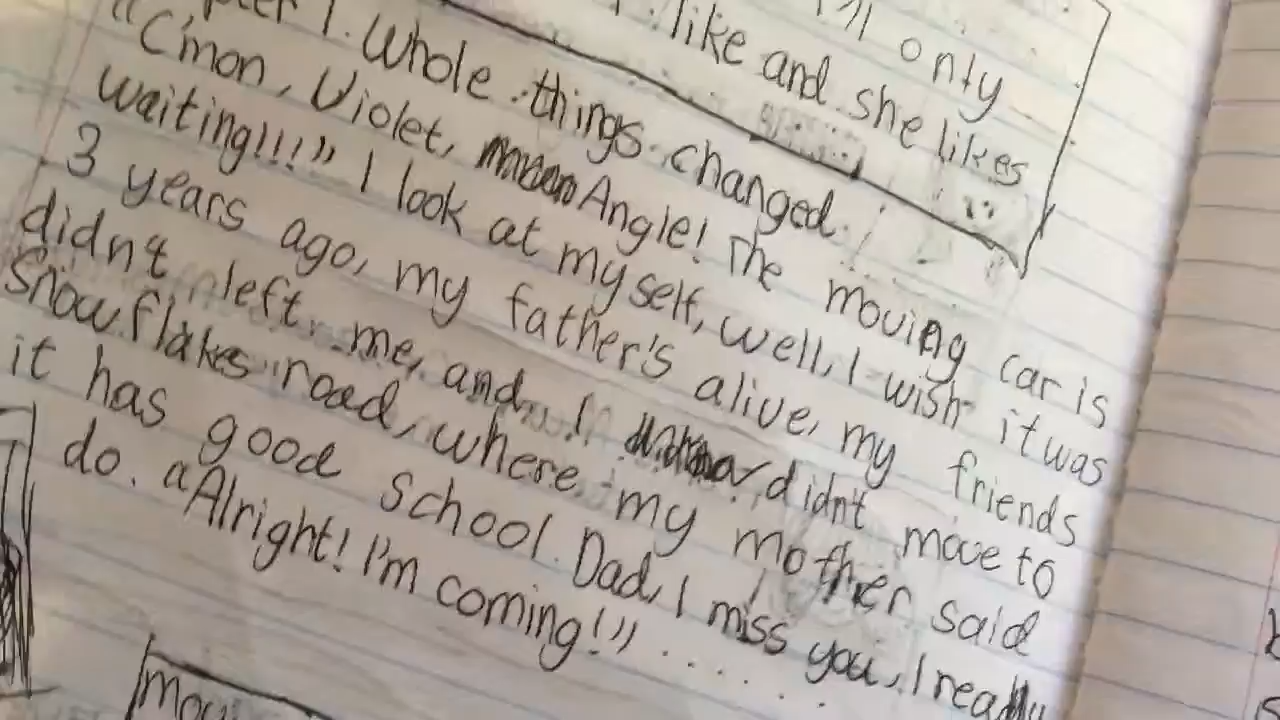 I'll only
like and she likes
1. Whole things changed.
"C'mon, Violet, Angle! The moving car is
waiting!!!" I look at myself, well, I wish it was
3 years ago, my father's alive, my friends
didn't left me, and I didn't move to
Snowflakes road, where my mother said
it has good school. Dad, I miss you, I really
do. "Alright! I'm coming!"......